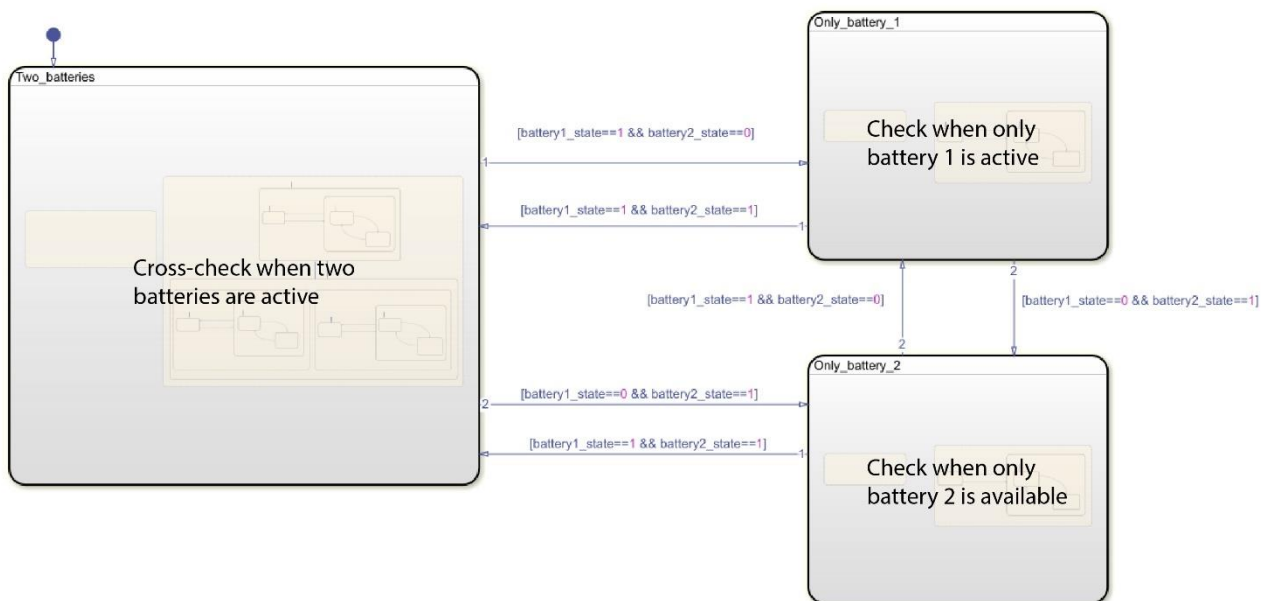 Only_battery_1
Two_batteries
[battery1_state==1 && battery2_state==0]
Check when only
battery 1 is active
1
[battery1_state==1 && battery2_state==1]
1
Cross-check when two
batteries are active
2
2
[battery1_state==1 && battery2_state==0]
[battery1_state==0 && battery2_state==1]
2
Only_battery_2
[battery1_state==0 && battery2_state==1]
2
[battery1_state==1 && battery2_state==1]
1
Check when only
battery 2 is available